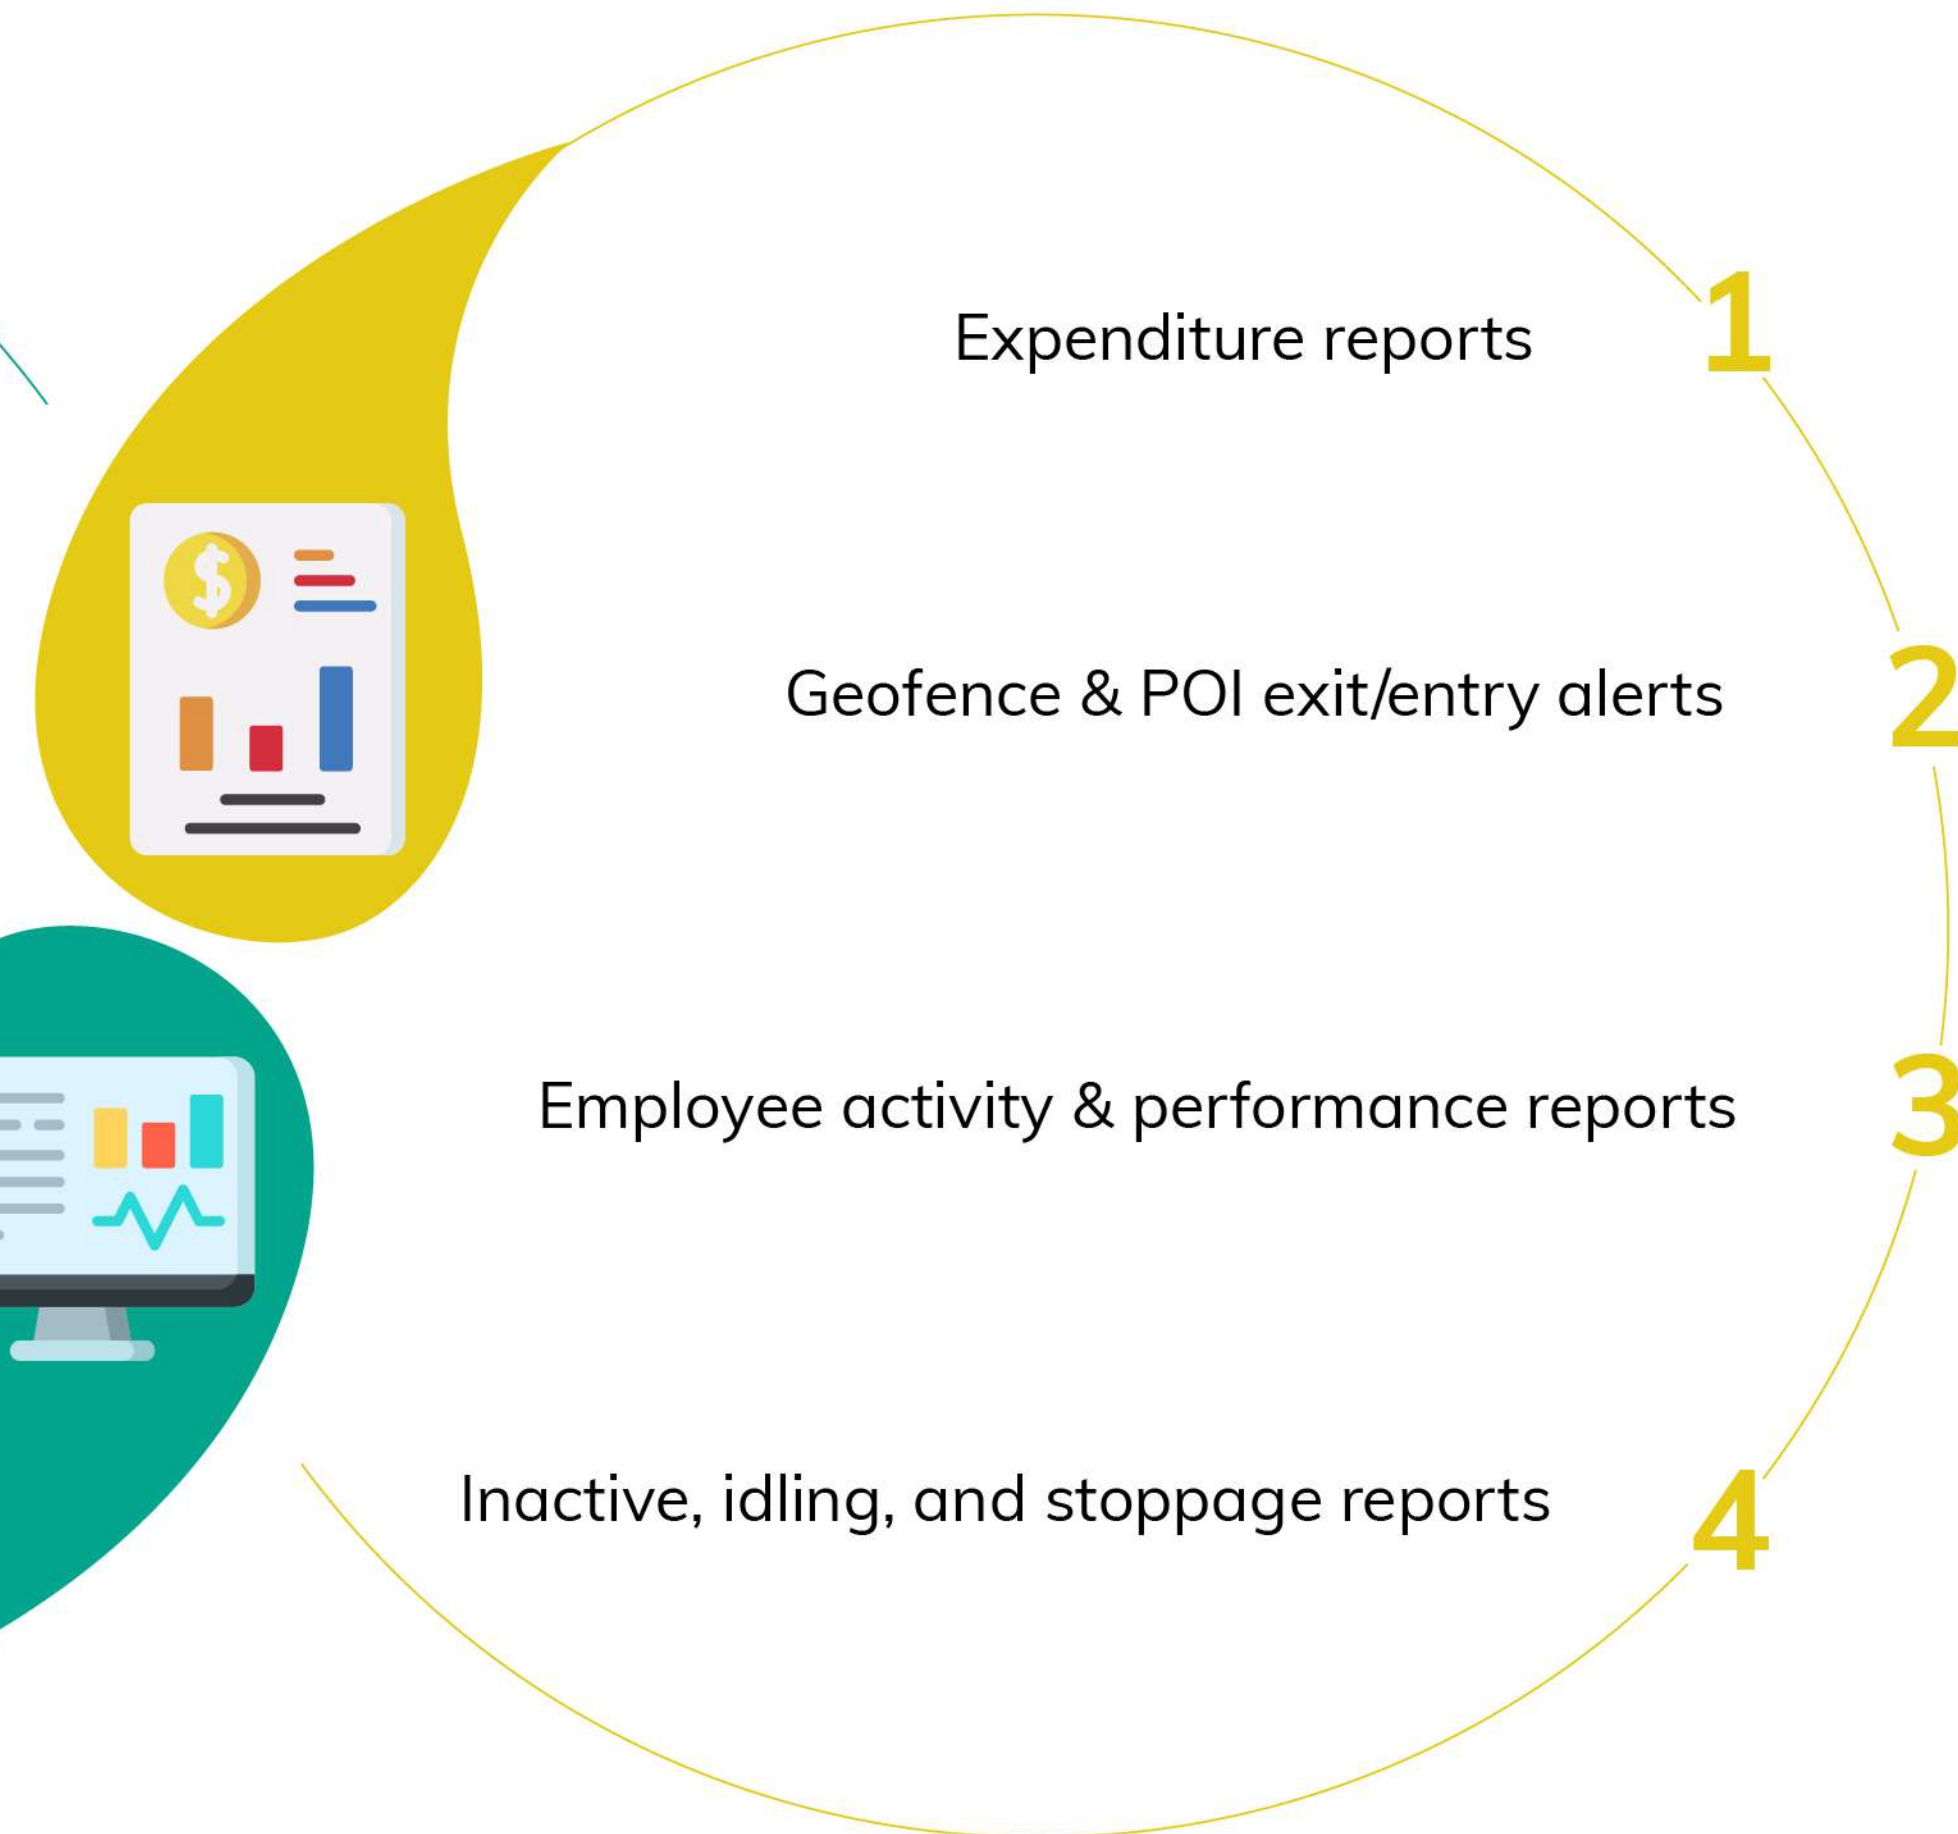 Expenditure reports 1
Geofence & POI exit/entry alerts 2
Employee activity & performance reports 3
Inactive, idling, and stoppage reports 4